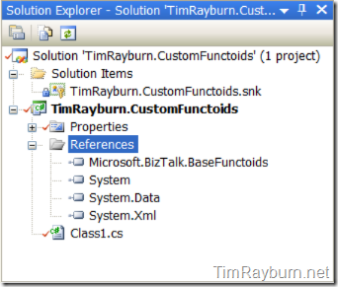 Solution Explorer - Solution 'TimRayburn.Cust...
Solution 'TimRayburn.CustomFunctoids' (1 project)
Solution Items
TimRayburn.CustomFunctoids.snk
TimRayburn.CustomFunctoids
Properties
References
Microsoft.BizTalk.BaseFunctoids
System
System.Data
System.Xml
Class1.cs
TimRayburn.net